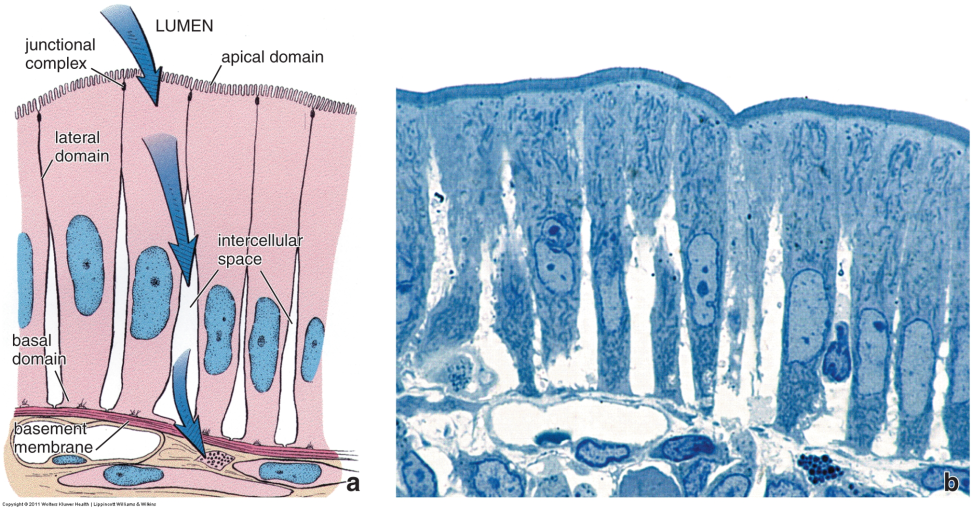 LUMEN
junctional
complex
apical domain
lateral
domain
intercellular
space
basal
domain
basement
membrane
a
b
Copyright © 2011 Wolters Kluwer Health | Lippincott Williams & Wilkins